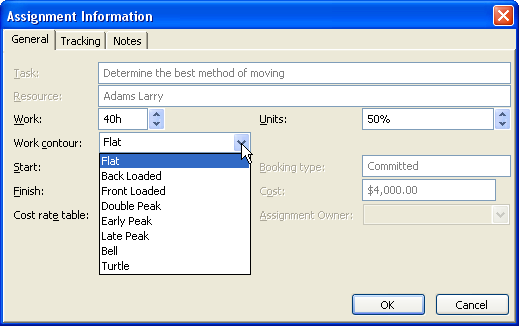 Assignment Information
General Tracking Notes
Task: Determine the best method of moving
Resource: Adams Larry
Work: 40h Units: 50%
Work contour: Flat
Start: Flat Booking type: Committed
Back Loaded
Finish: Front Loaded Cost: $4,000.00
Double Peak
Cost rate table: Early Peak Assignment Owner:
Late Peak
Bell
Turtle
OK Cancel